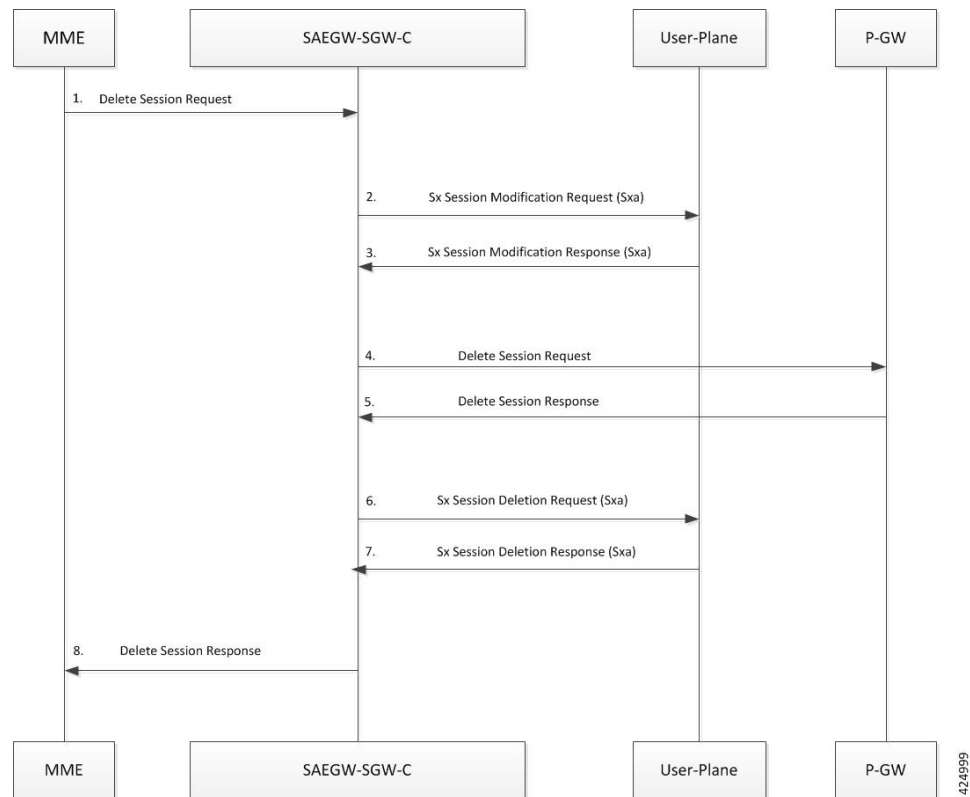 MME
SAEGW-SGW-C
User-Plane
P-GW
1. Delete Session Request
2. Sx Session Modification Request (Sxa)
3. Sx Session Modification Response (Sxa)
4. Delete Session Request
5. Delete Session Response
6. Sx Session Deletion Request (Sxa)
7. Sx Session Deletion Response (Sxa)
8. Delete Session Response
MME
SAEGW-SGW-C
User-Plane
P-GW
424999